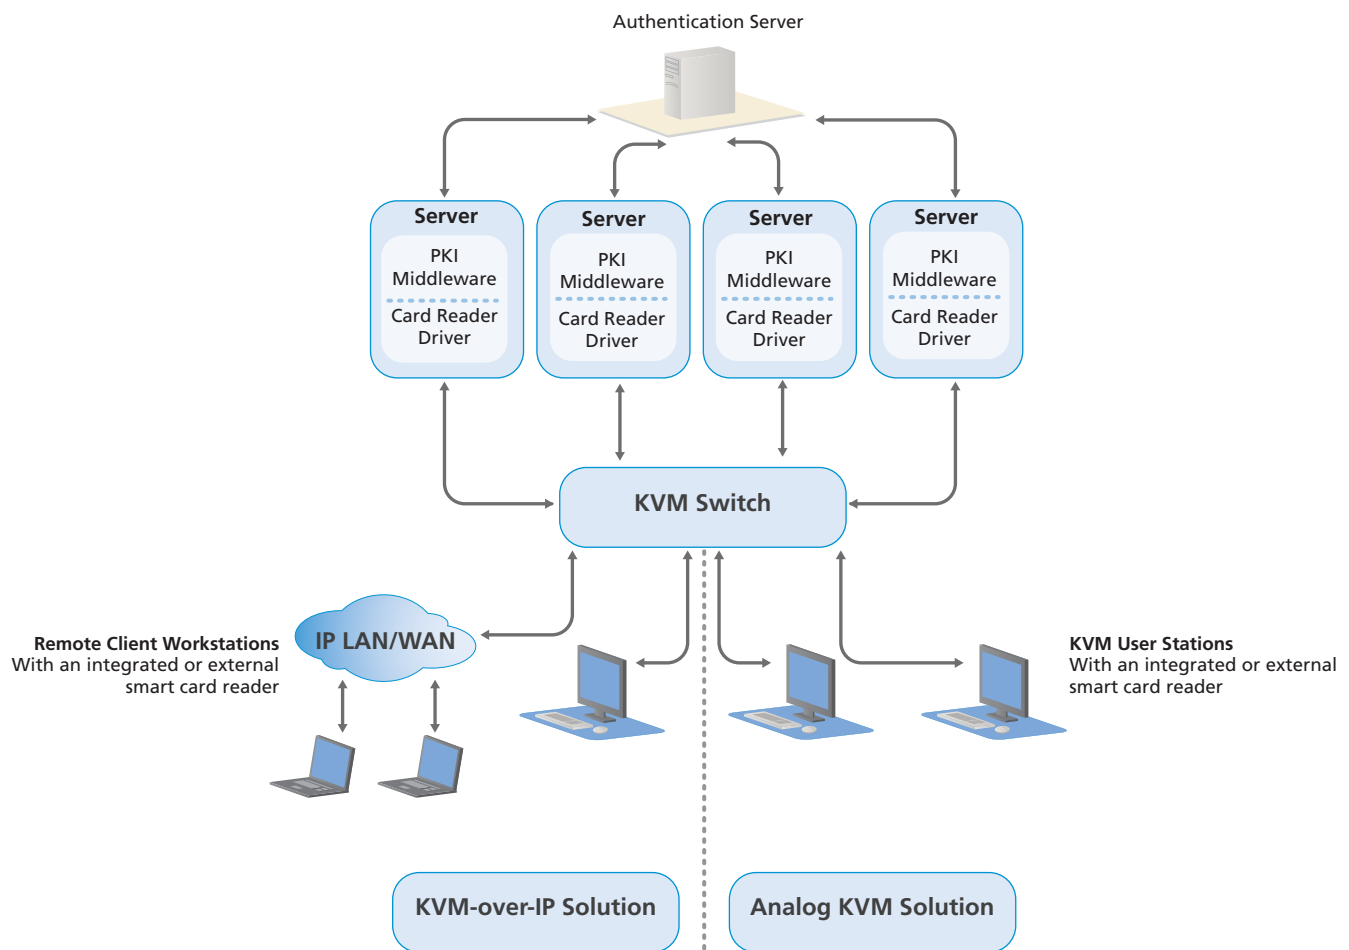 Authentication Server
Server
PKI
Middleware
Card Reader
Driver
Server
PKI
Middleware
Card Reader
Driver
Server
PKI
Middleware
Card Reader
Driver
Server
PKI
Middleware
Card Reader
Driver
KVM Switch
Remote Client Workstations
With an integrated or external
smart card reader
IP LAN/WAN
KVM User Stations
With an integrated or external
smart card reader
KVM-over-IP Solution
Analog KVM Solution